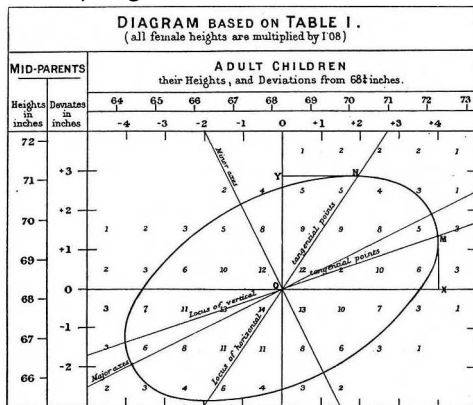 DIAGRAM BASED ON TABLE I.
(all female heights are multiplied by 1·08)
MID-PARENTS
ADULT CHILDREN
their Heights, and Deviations from 68¼ inches.
Heights in inches
Deviates in inches
64 65 66 67 68 69 70 71 72 73
-4 -3 -2 -1 0 +1 +2 +3 +4
72
1 2 2 2 1
+3
71
Y N
2 4 5 5 4 3 1
+2
70
1 2 3 5 8 9 9 8 5 3
M
+1
69
2 3 6 10 12 12 2 10 6 3
68
0
O X
3 7 11 13 14 13 10 7 3 1
-1
67
3 6 8 11 11 8 6 3 1
-2
66
2 3 4 6 4 3 2
Minor axes
tangential points
tangential points
Locus of vertical
Major axes
Locus of horizontal